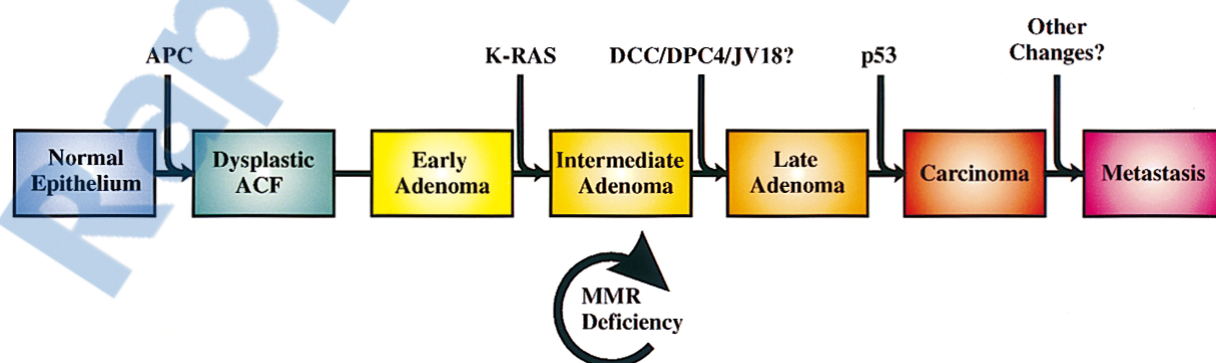 APC
K-RAS
DCC/DPC4/JV18?
p53
Other
Changes?
Normal
Epithelium
Dysplastic
ACF
Early
Adenoma
Intermediate
Adenoma
Late
Adenoma
Carcinoma
Metastasis
MMR
Deficiency